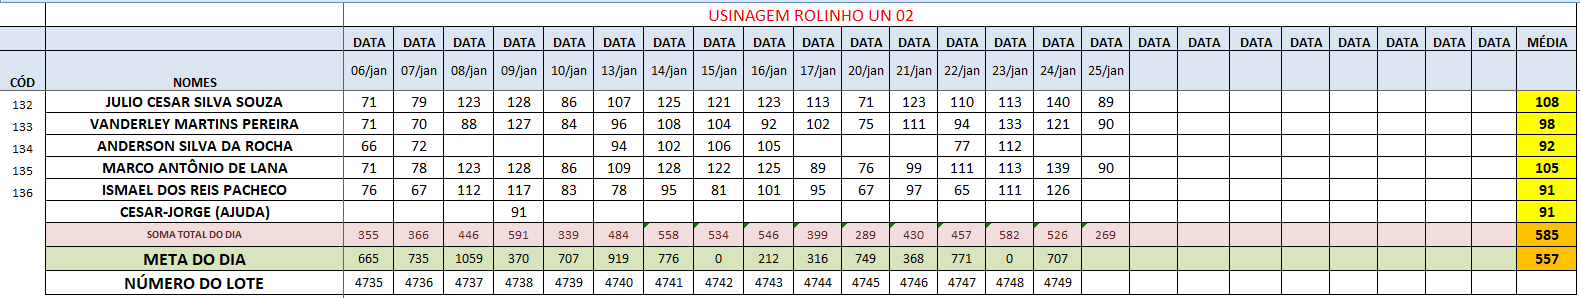 USINAGEM ROLINHO UN 02
DATA DATA DATA DATA DATA DATA DATA DATA DATA DATA DATA DATA DATA DATA DATA DATA DATA DATA DATA DATA DATA DATA DATA MÉDIA
CÓD NOMES 06/jan 07/jan 08/jan 09/jan 10/jan 13/jan 14/jan 15/jan 16/jan 17/jan 20/jan 21/jan 22/jan 23/jan 24/jan 25/jan
132 JULIO CESAR SILVA SOUZA 71 79 123 128 86 107 125 121 123 113 71 123 110 113 140 89 108
133 VANDERLEY MARTINS PEREIRA 71 70 88 127 84 96 108 104 92 102 75 111 94 133 121 90 98
134 ANDERSON SILVA DA ROCHA 66 72 94 102 106 105 77 112 92
135 MARCO ANTÔNIO DE LANA 71 78 123 128 86 109 128 122 125 89 76 99 111 113 139 90 105
136 ISMAEL DOS REIS PACHECO 76 67 112 117 83 78 95 81 101 95 67 97 65 111 126 91
CESAR-JORGE (AJUDA) 91 91
SOMA TOTAL DO DIA 355 366 446 591 339 484 558 534 546 399 289 430 457 582 526 269 585
META DO DIA 665 735 1059 370 707 919 776 0 212 316 749 368 771 0 707 557
NÚMERO DO LOTE 4735 4736 4737 4738 4739 4740 4741 4742 4743 4744 4745 4746 4747 4748 4749